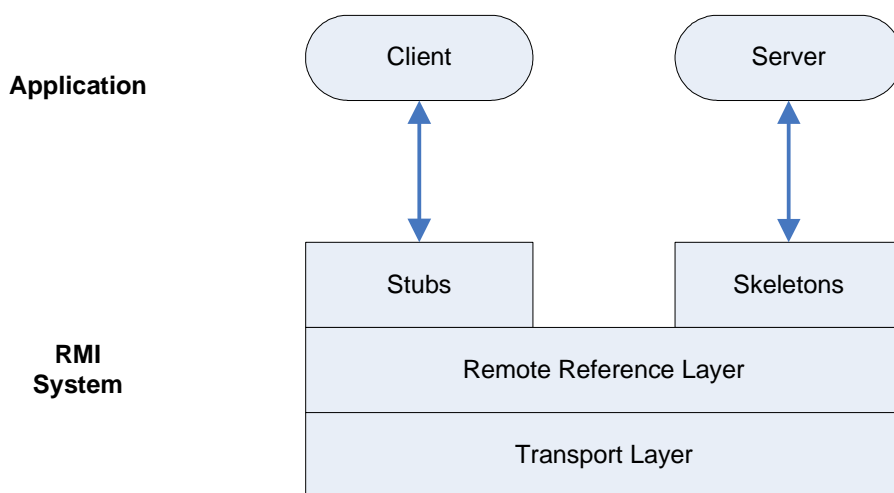 Client
Server
Application
Stubs
Skeletons
RMI
System
Remote Reference Layer
Transport Layer